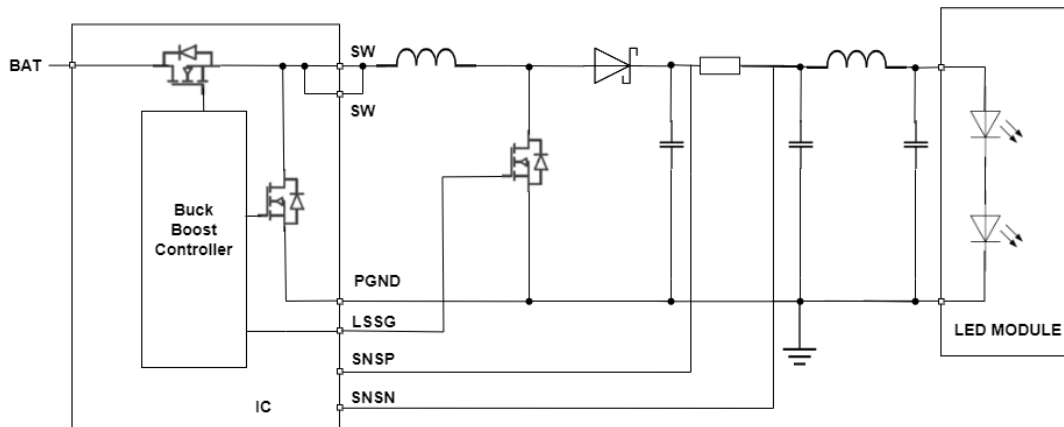 BAT
SW
SW
Buck
Boost
Controller
PGND
LSSG
SNSP
SNSN
IC
LED MODULE